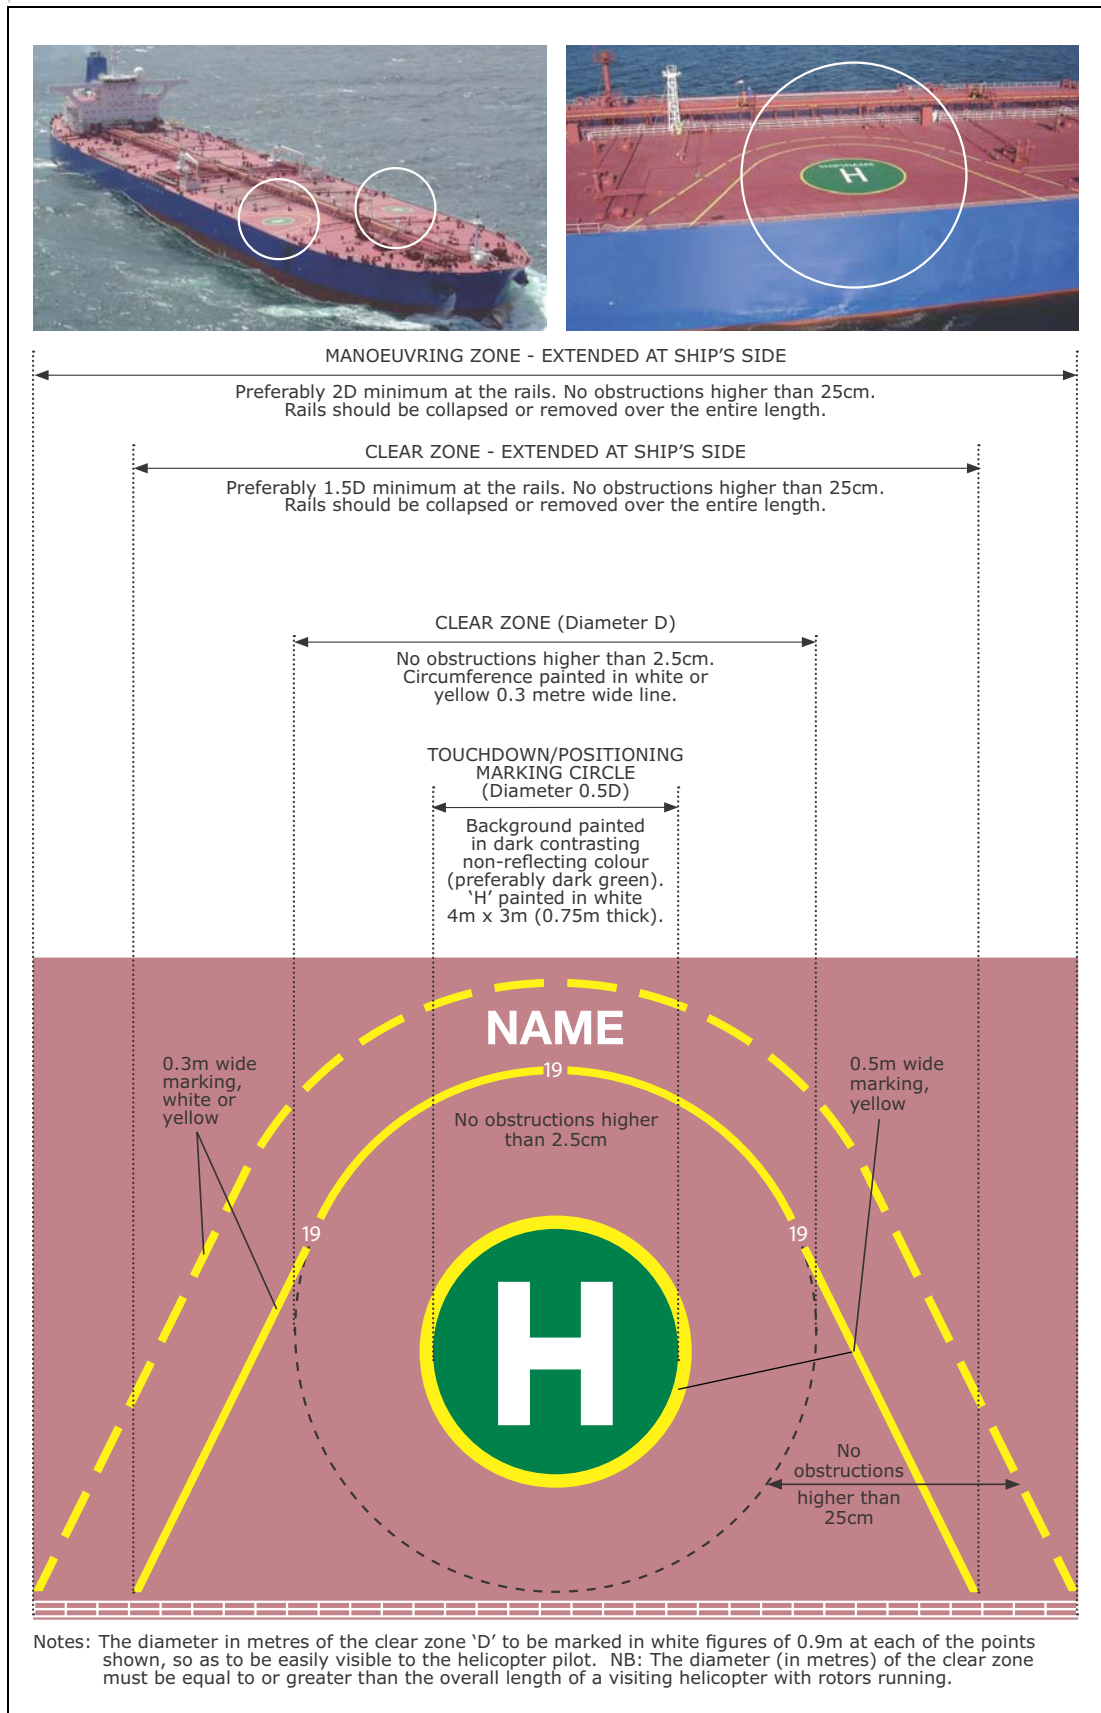 H
MANOEUVRING ZONE - EXTENDED AT SHIP'S SIDE
Preferably 2D minimum at the rails. No obstructions higher than 25cm.
Rails should be collapsed or removed over the entire length.
CLEAR ZONE - EXTENDED AT SHIP'S SIDE
Preferably 1.5D minimum at the rails. No obstructions higher than 25cm.
Rails should be collapsed or removed over the entire length.
CLEAR ZONE (Diameter D)
No obstructions higher than 2.5cm.
Circumference painted in white or
yellow 0.3 metre wide line.
TOUCHDOWN/POSITIONING
MARKING CIRCLE
(Diameter 0.5D)
Background painted
in dark contrasting
non-reflecting colour
(preferably dark green).
‘H’ painted in white
4m x 3m (0.75m thick).
NAME
19
0.3m wide
marking,
white or
yellow
0.5m wide
marking,
yellow
No obstructions higher
than 2.5cm
19
19
H
No
obstructions
higher than
25cm
Notes: The diameter in metres of the clear zone ‘D’ to be marked in white figures of 0.9m at each of the points
shown, so as to be easily visible to the helicopter pilot. NB: The diameter (in metres) of the clear zone
must be equal to or greater than the overall length of a visiting helicopter with rotors running.